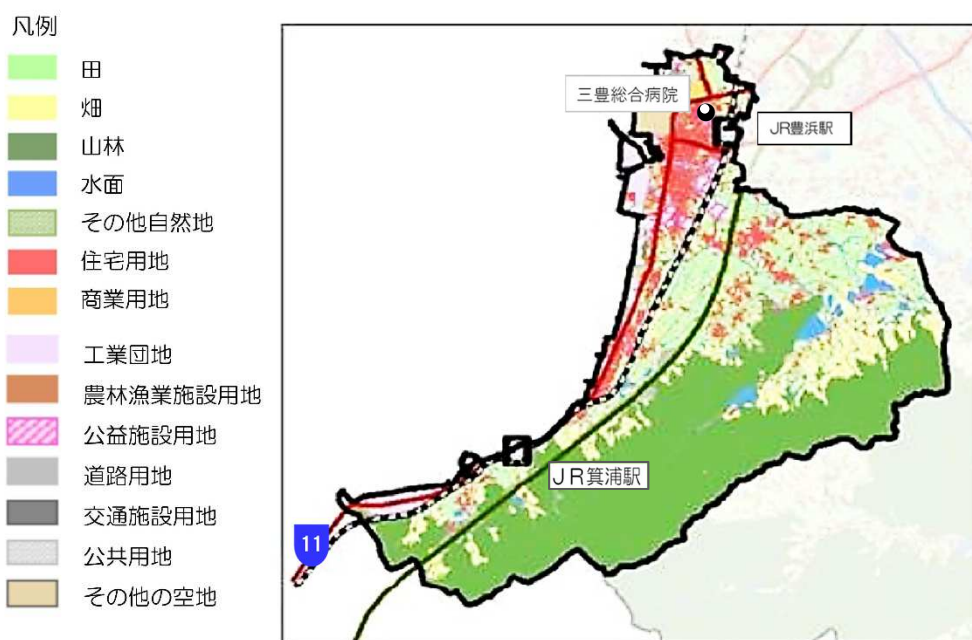 凡例
田
畑
山林
水面
その他自然地
住宅用地
商業用地
工業団地
農林漁業施設用地
公益施設用地
道路用地
交通施設用地
公共用地
その他の空地
三豊総合病院
JR豊浜駅
JR箕浦駅
11